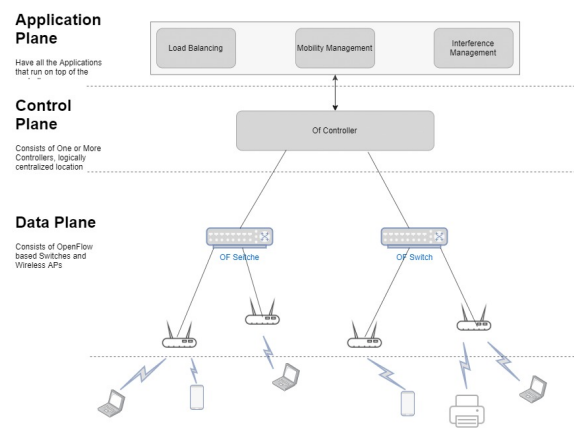 Application
Plane
Have all the Applications
that run on top of the
Load Balancing
Mobility Management
Interference
Management
Control
Plane
Consists of One or More
Controllers, logically
centralized location
Of Controller
Data Plane
Consists of OpenFlow
based Switches and
Wireless APs
OF Seitche
OF Switch